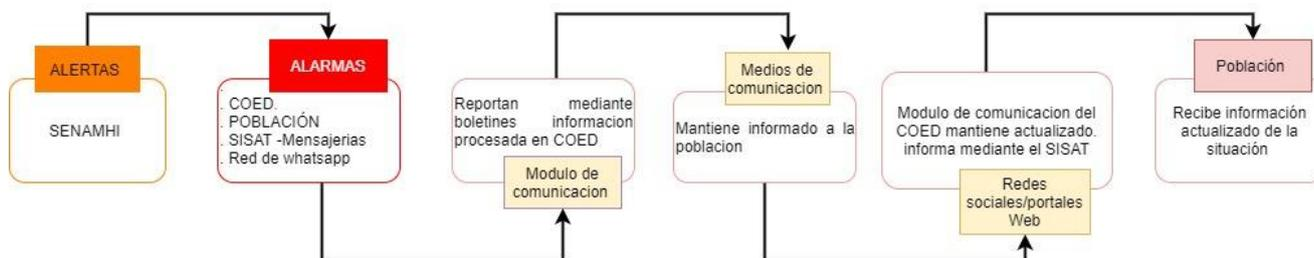 ALERTAS
SENAMHI
ALARMAS
.
. COED.
. POBLACIÓN
. SISAT -Mensajerias
. Red de whatsapp
Reportan mediante
boletines informacion
procesada en COED
Modulo de
comunicacion
Medios de
comunicacion
Mantiene informado a la
poblacion
Modulo de comunicacion del
COED mantiene actualizado.
informa mediante el SISAT
Redes
sociales/portales
Web
Población
Recibe información
actualizado de la
situación